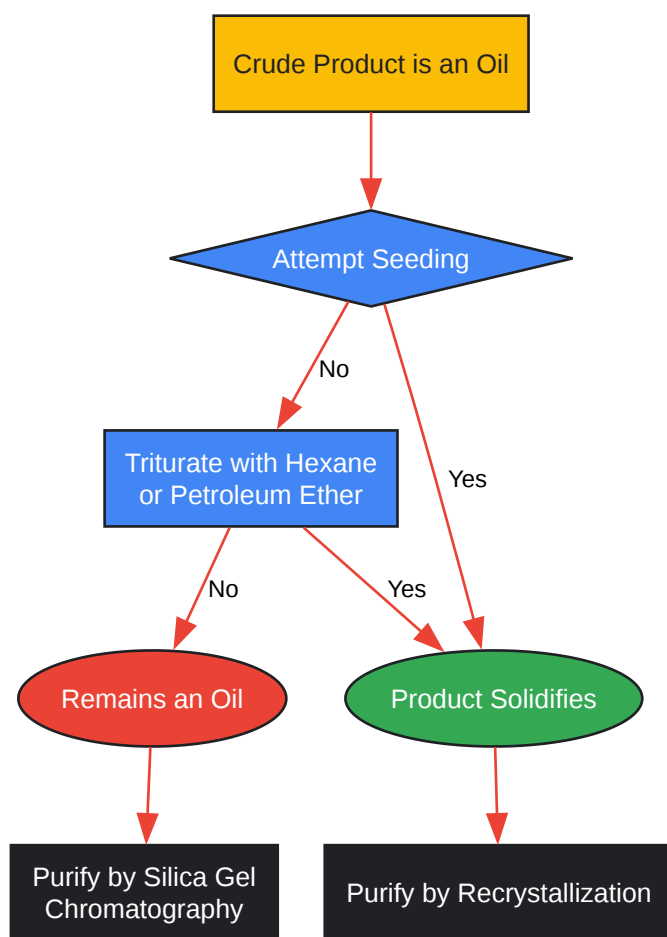 Crude Product is an Oil
Attempt Seeding
No
Triturate with Hexane
or Petroleum Ether
Yes
No
Yes
Remains an Oil
Product Solidifies
Purify by Silica Gel
Chromatography
Purify by Recrystallization